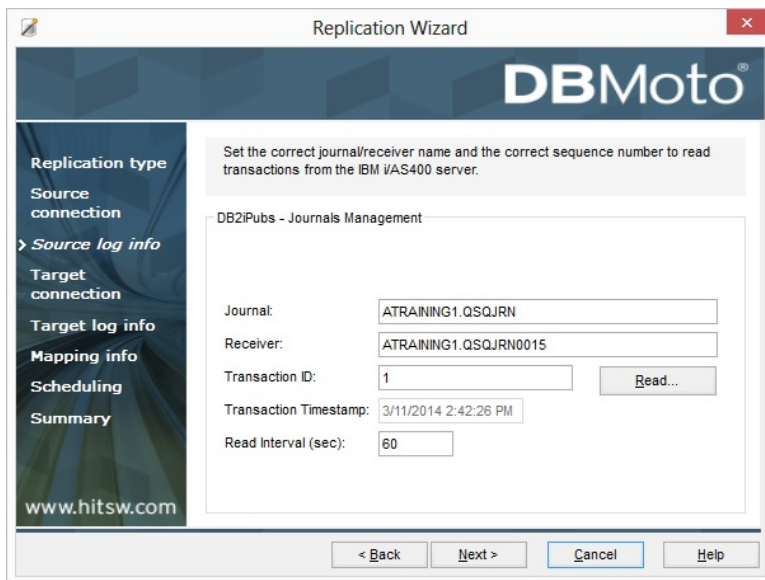 Replication Wizard
DBMoto®
Replication type
Source
connection
Source log info
Target
connection
Target log info
Mapping info
Scheduling
Summary
www.hitsw.com
Set the correct journal/receiver name and the correct sequence number to read
transactions from the IBM i/AS400 server.
DB2iPubs - Journals Management
Journal: ATRAINING1.QSQJRN
Receiver: ATRAINING1.QSQJRN0015
Transaction ID: 1 Read...
Transaction Timestamp: 3/11/2014 2:42:26 PM
Read Interval (sec): 60
< Back Next > Cancel Help